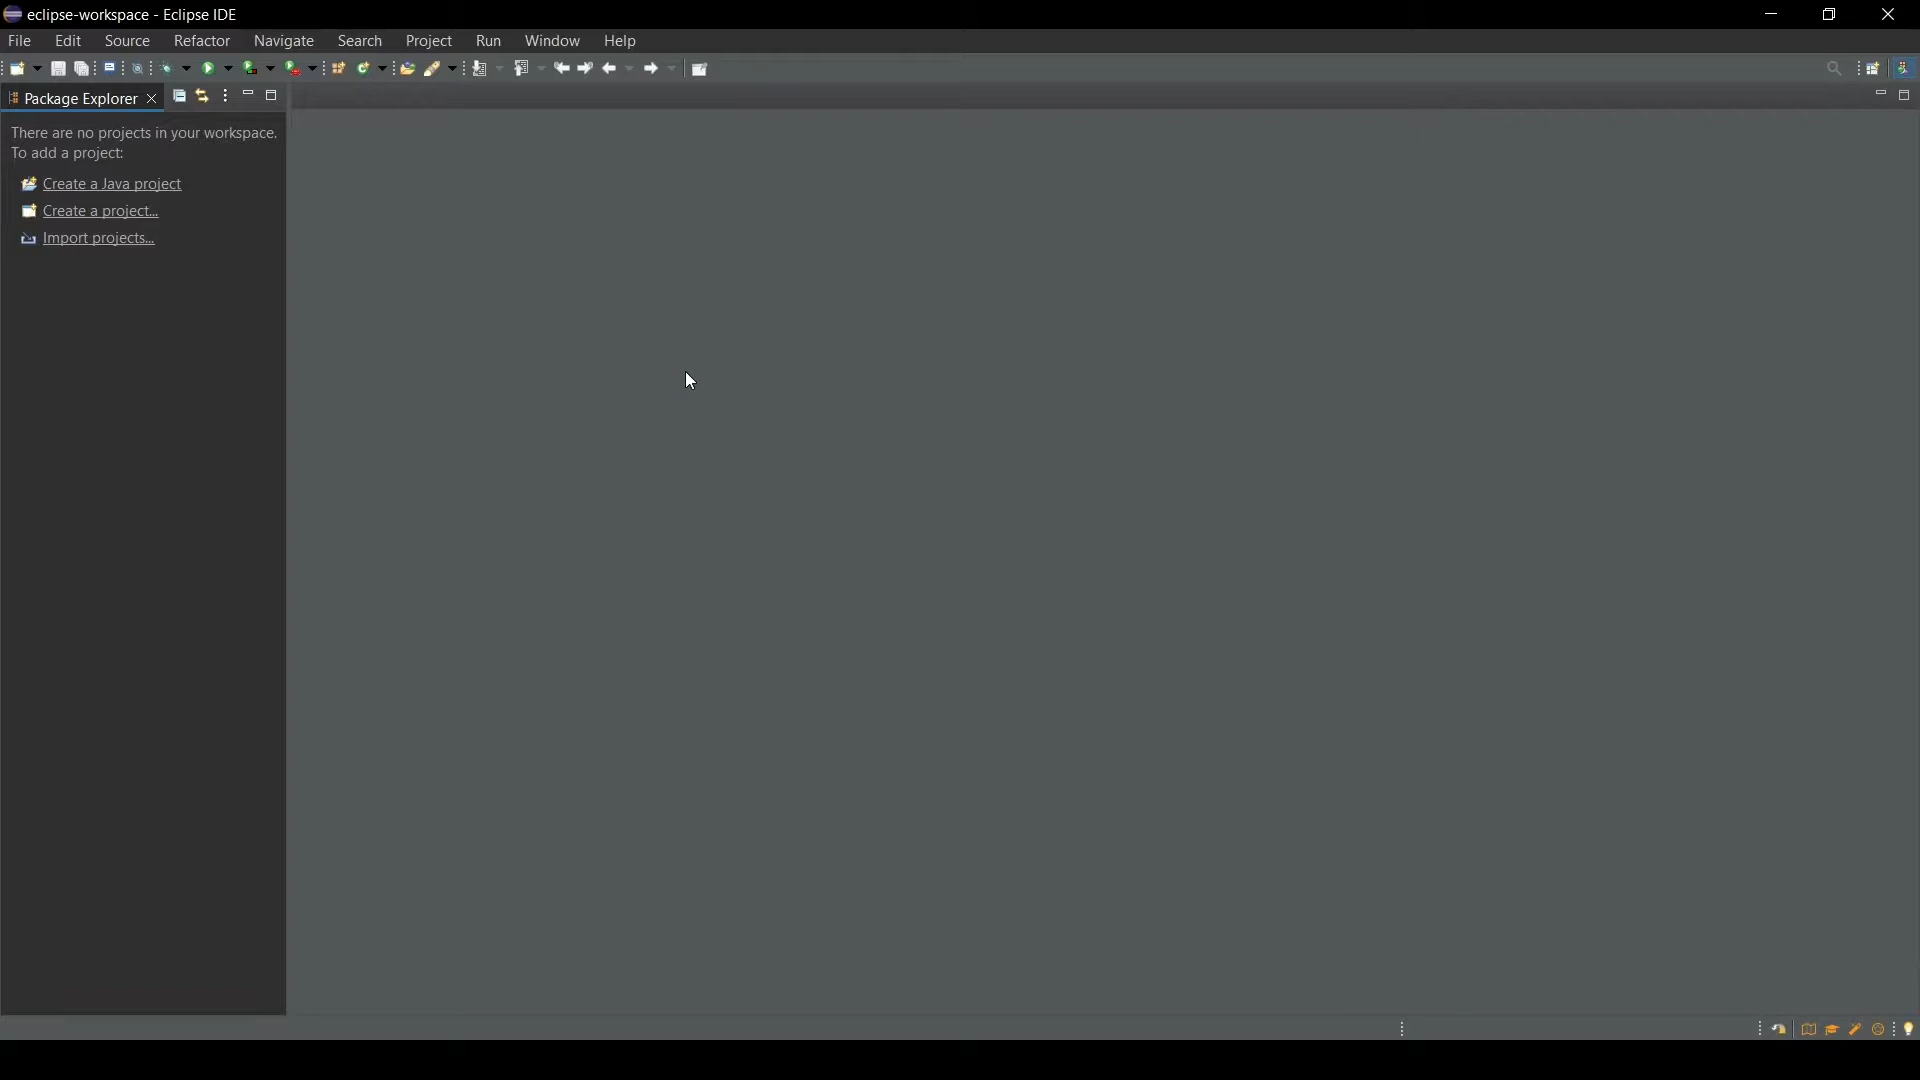 eclipse-workspace - Eclipse IDE
File Edit Source Refactor Navigate Search Project Run Window Help
Package Explorer
There are no projects in your workspace.
To add a project:
Create a Java project
Create a project...
Import projects...